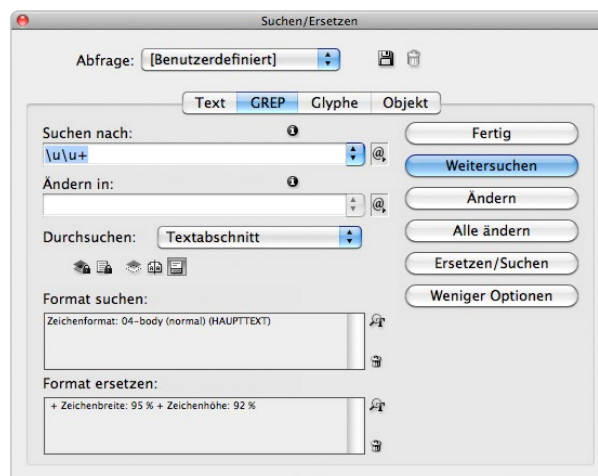 Suchen/Ersetzen
Abfrage: [Benutzerdefiniert]
Text GREP Glyphe Objekt
Suchen nach:
\u\u+
Ändern in:
Durchsuchen: Textabschnitt
Format suchen:
Zeichenformat: 04-body (normal) (HAUPTTEXT)
Format ersetzen:
+ Zeichenbreite: 95 % + Zeichenhöhe: 92 %
Fertig
Weitersuchen
Ändern
Alle ändern
Ersetzen/Suchen
Weniger Optionen